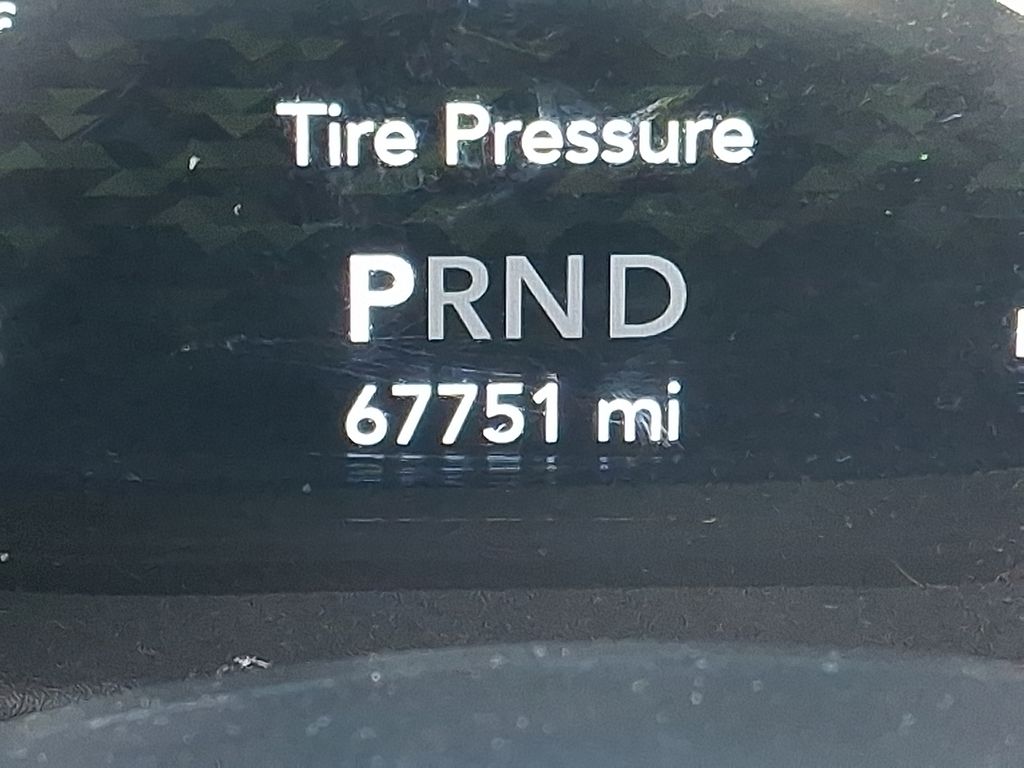 Tire Pressure
PRND
67751 mi